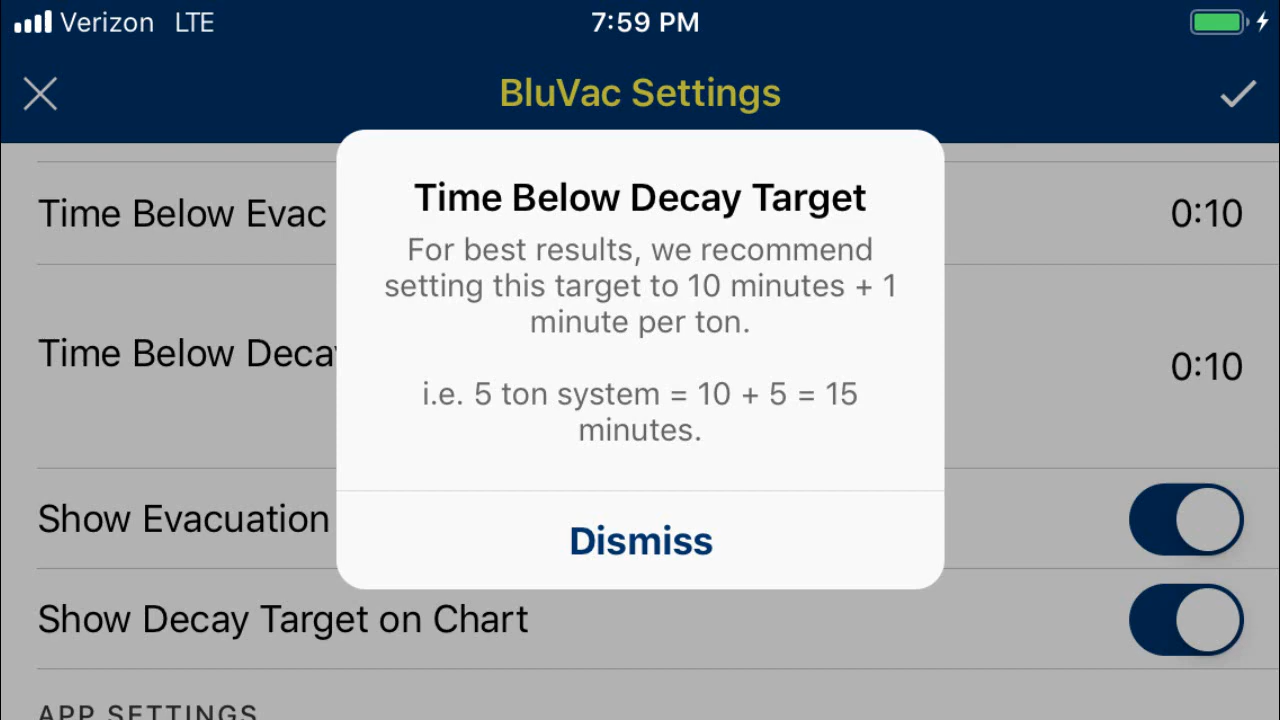 Verizon LTE 7:59 PM
BluVac Settings
Time Below Decay Target
For best results, we recommend
setting this target to 10 minutes + 1
minute per ton.
i.e. 5 ton system = 10 + 5 = 15
minutes.
Dismiss
Time Below Evac 0:10
Time Below Deca 0:10
Show Evacuation
Show Decay Target on Chart
APP SETTINGS